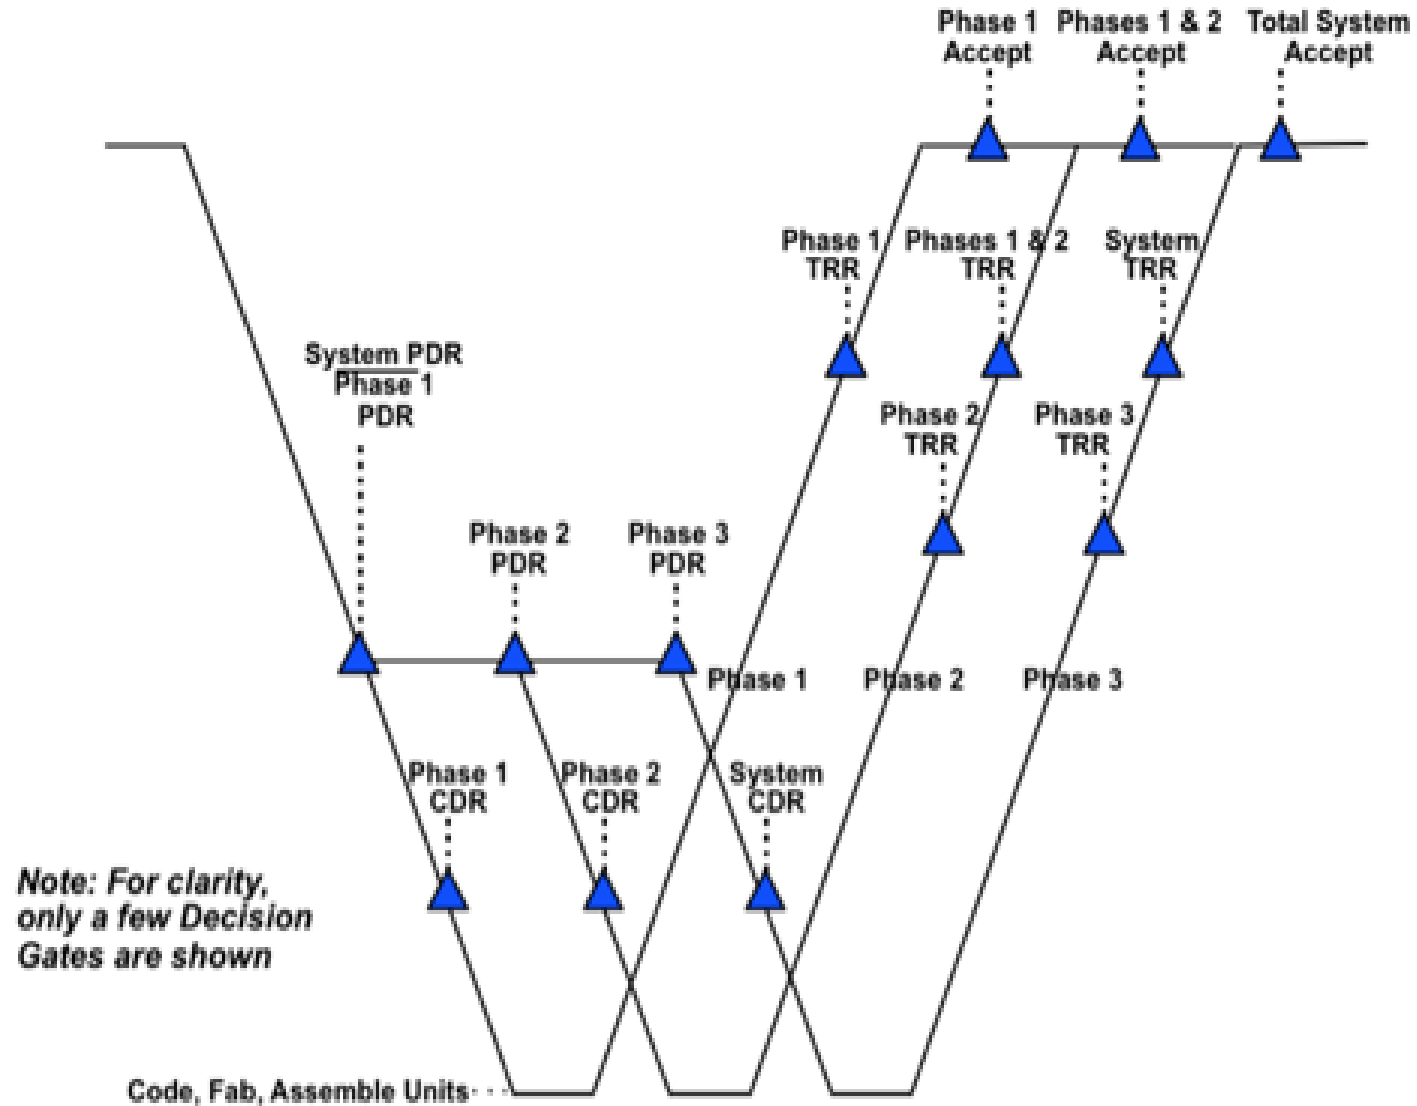 Phase 1
Accept
Phases 1 & 2
Accept
Total System
Accept
Phase 1
TRR
Phases 1 & 2
TRR
System
TRR
System PDR
Phase 1
PDR
Phase 2
TRR
Phase 3
TRR
Phase 2
PDR
Phase 3
PDR
Phase 1
Phase 2
Phase 3
Phase 1
CDR
Phase 2
CDR
System
CDR
Note: For clarity,
only a few Decision
Gates are shown
Code, Fab, Assemble Units